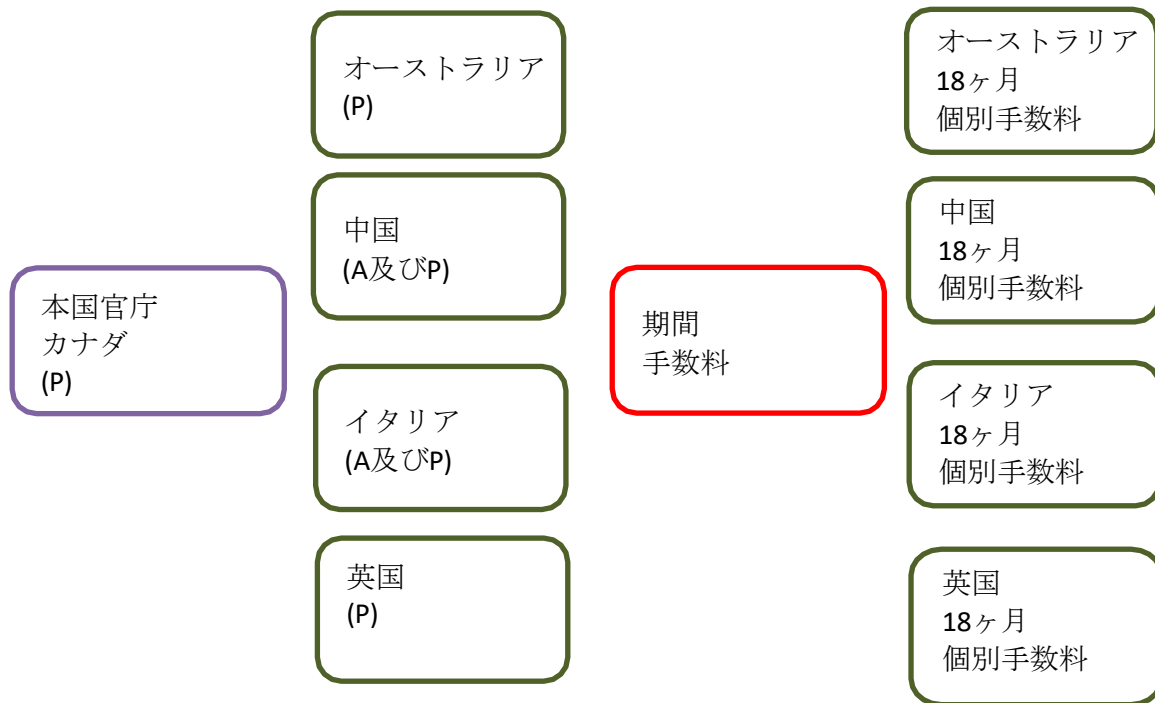 本国官庁
カナダ
(P)
オーストラリア
(P)
中国
(A及びP)
イタリア
(A及びP)
英国
(P)
期間
手数料
オーストラリア
18ヶ月
個別手数料
中国
18ヶ月
個別手数料
イタリア
18ヶ月
個別手数料
英国
18ヶ月
個別手数料